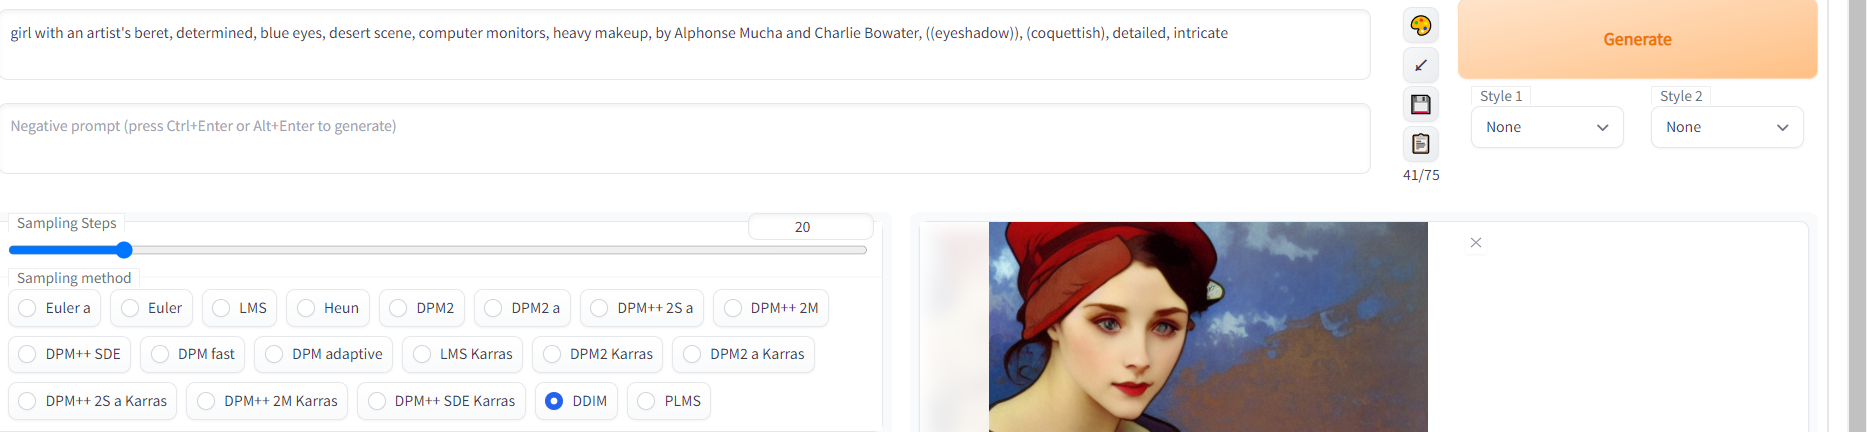 girl with an artist's beret, determined, blue eyes, desert scene, computer monitors, heavy makeup, by Alphonse Mucha and Charlie Bowater, ((eyeshadow)), (coquettish), detailed, intricate
Negative prompt (press Ctrl+Enter or Alt+Enter to generate)
41/75
Generate
Style 1
Style 2
None
None
Sampling Steps
20
Sampling method
Euler a
Euler
LMS
Heun
DPM2
DPM2 a
DPM++ 2S a
DPM++ 2M
DPM++ SDE
DPM fast
DPM adaptive
LMS Karras
DPM2 Karras
DPM2 a Karras
DPM++ 2S a Karras
DPM++ 2M Karras
DPM++ SDE Karras
DDIM
PLMS